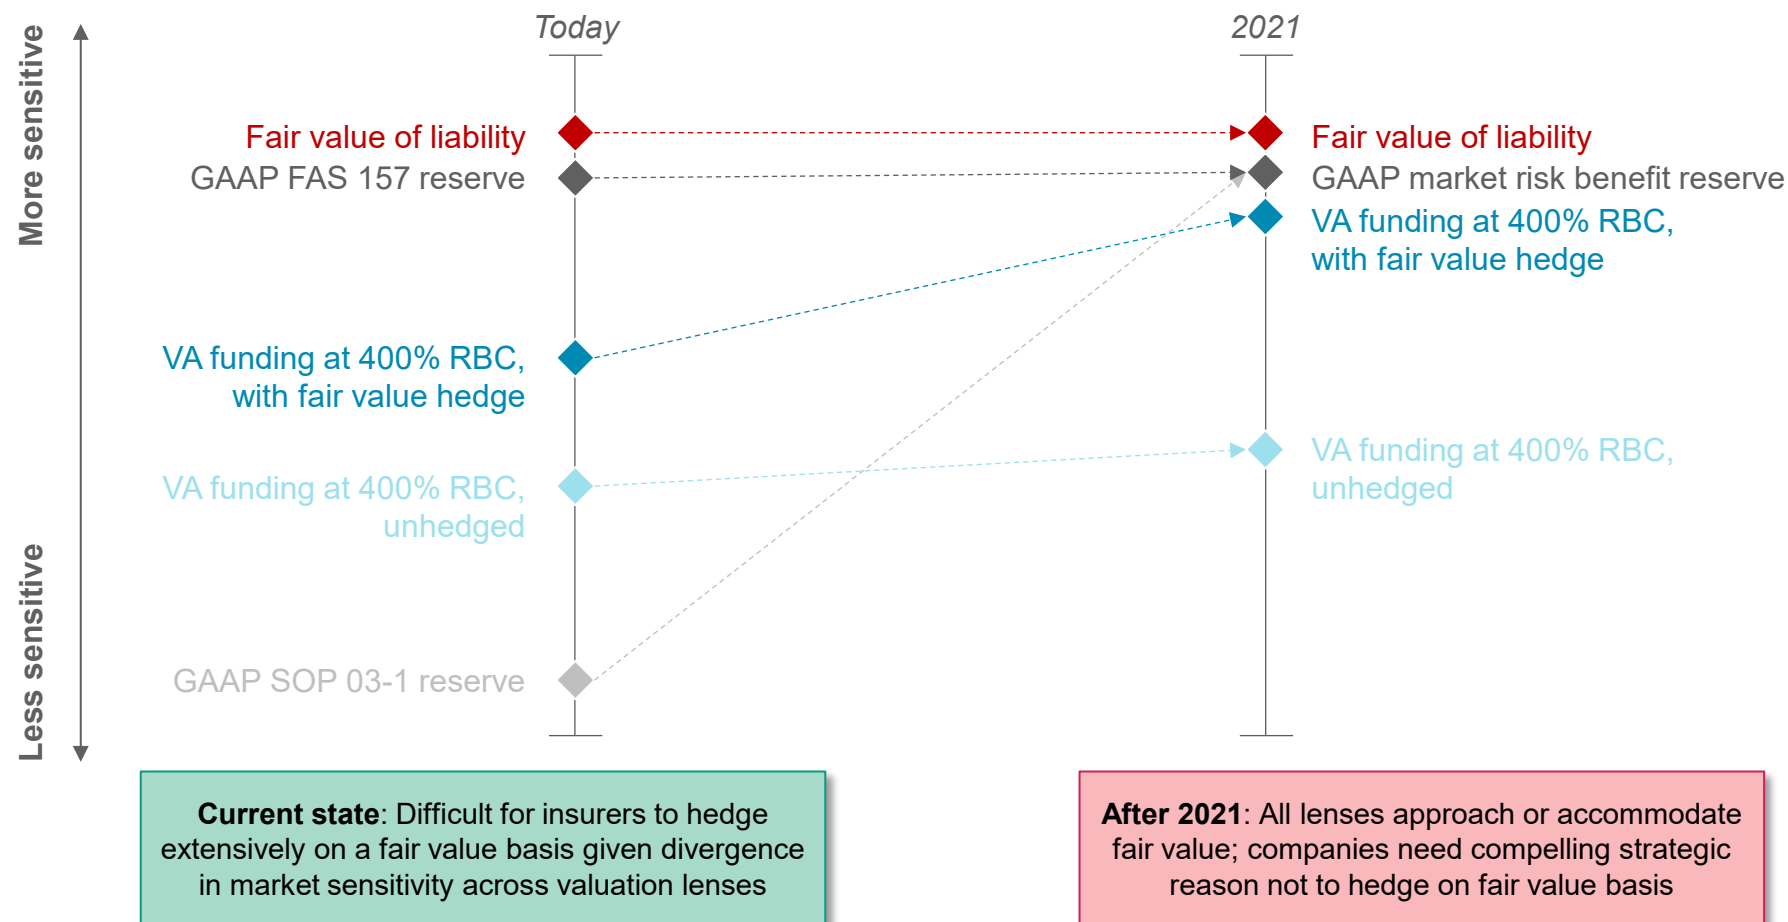 More sensitive
Less sensitive
Today
Fair value of liability
GAAP FAS 157 reserve
VA funding at 400% RBC,
with fair value hedge
VA funding at 400% RBC,
unhedged
GAAP SOP 03-1 reserve
2021
Fair value of liability
GAAP market risk benefit reserve
VA funding at 400% RBC,
with fair value hedge
VA funding at 400% RBC,
unhedged
Current state: Difficult for insurers to hedge
extensively on a fair value basis given divergence
in market sensitivity across valuation lenses
After 2021: All lenses approach or accommodate
fair value; companies need compelling strategic
reason not to hedge on fair value basis